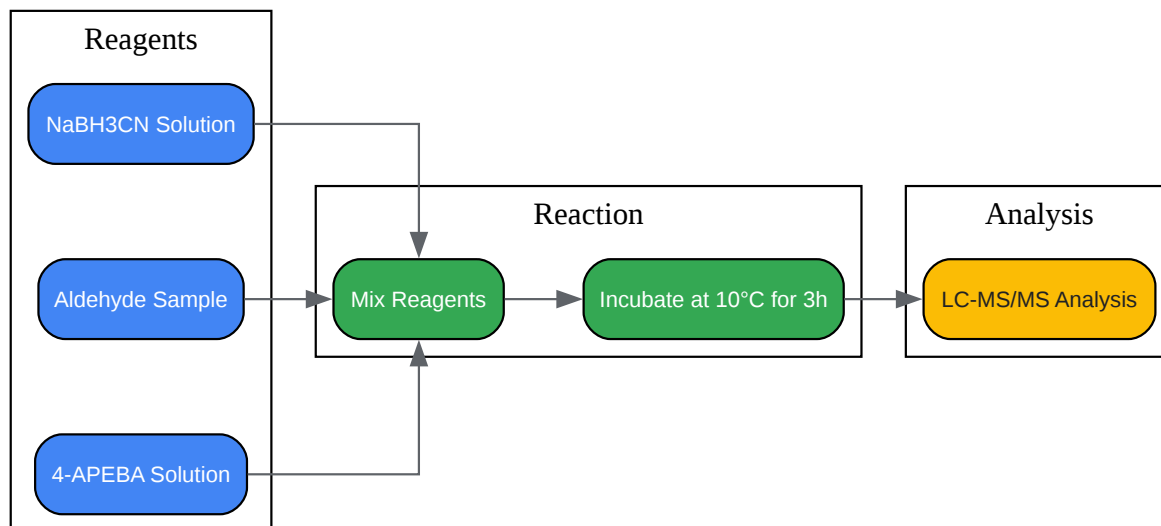 Reagents
NaBH3CN Solution
Aldehyde Sample
4-APEBA Solution
Reaction
Mix Reagents
Incubate at 10°C for 3h
Analysis
LC-MS/MS Analysis